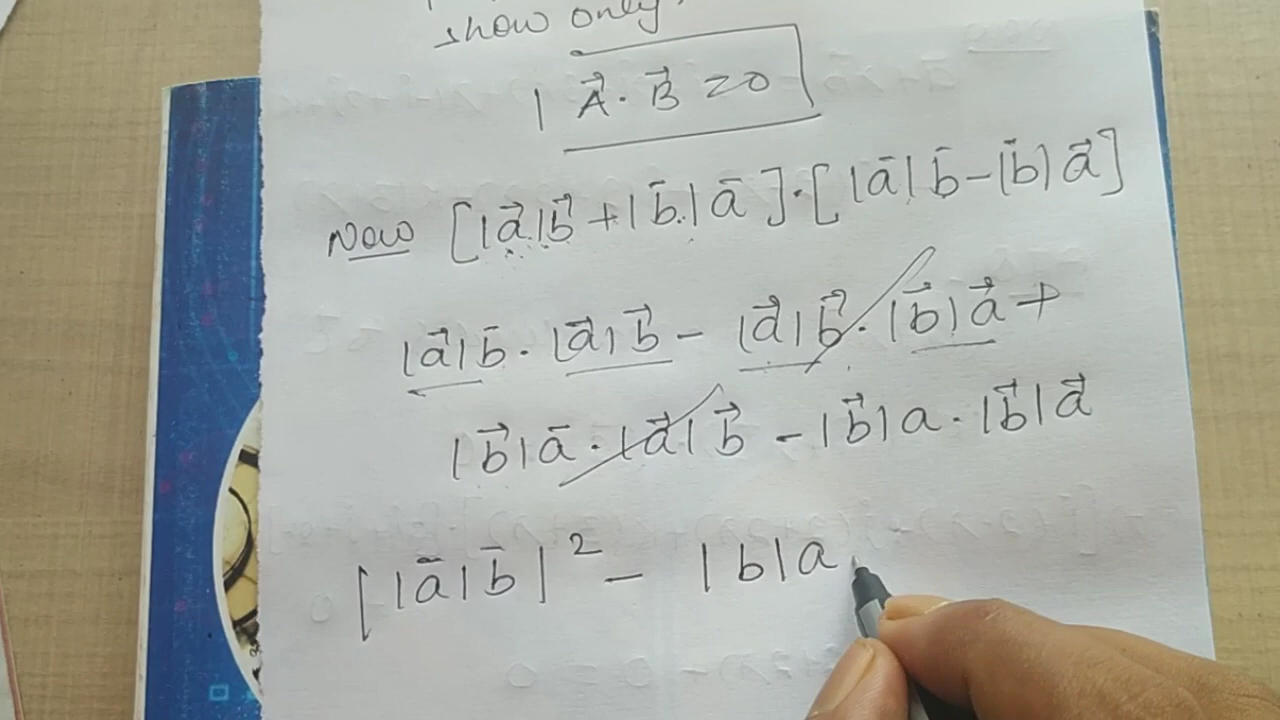 show only
| A⃗ · B⃗ = 0
Now [|a⃗|b⃗ + |b̄|ā]·[|ā|b̄ - |b̄|a⃗]
|a⃗|b̄ · |a⃗|b⃗ - |a⃗|b⃗ · |b⃗|a⃗ +
|b⃗|ā · |a⃗|b⃗ - |b⃗|a · |b⃗|a⃗
[|ā|b̄|² - |b|a